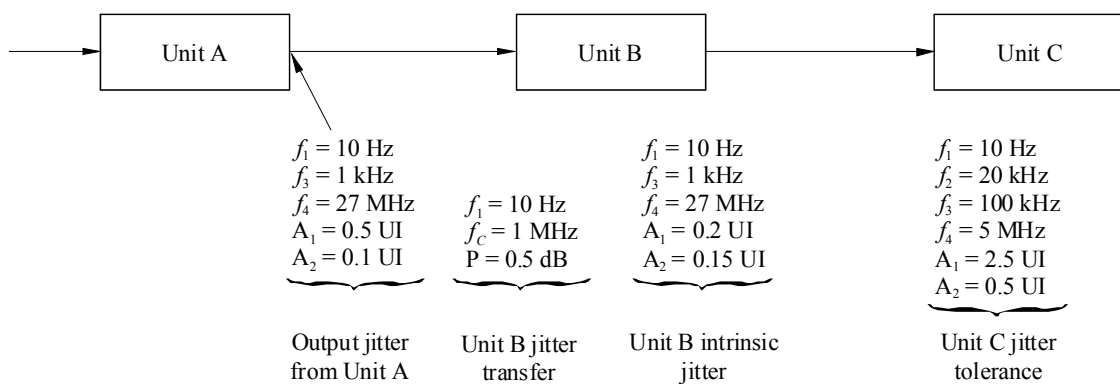 Unit A
Unit B
Unit C
f₁ = 10 Hz
f₃ = 1 kHz
f₄ = 27 MHz
A₁ = 0.5 UI
A₂ = 0.1 UI
Output jitter
from Unit A
f₁ = 10 Hz
f_C = 1 MHz
P = 0.5 dB
Unit B jitter
transfer
f₁ = 10 Hz
f₃ = 1 kHz
f₄ = 27 MHz
A₁ = 0.2 UI
A₂ = 0.15 UI
Unit B intrinsic
jitter
f₁ = 10 Hz
f₂ = 20 kHz
f₃ = 100 kHz
f₄ = 5 MHz
A₁ = 2.5 UI
A₂ = 0.5 UI
Unit C jitter
tolerance